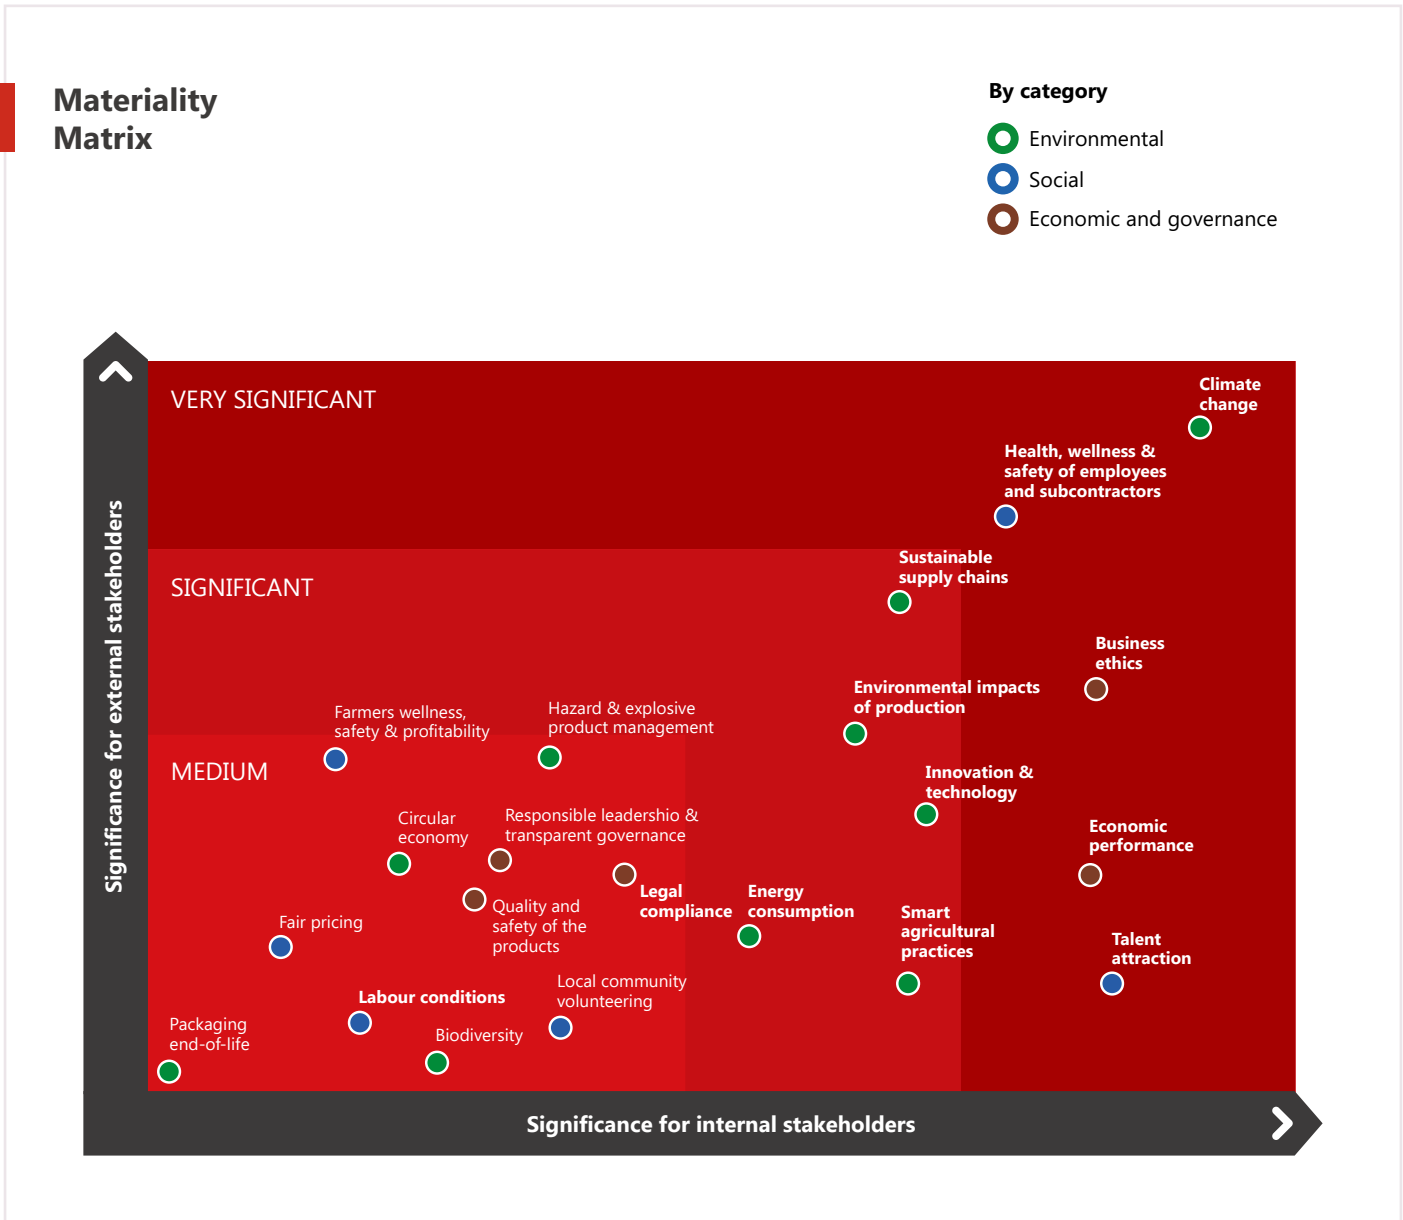 Materiality
Matrix
By category
Environmental
Social
Economic and governance
Significance for external stakeholders
VERY SIGNIFICANT
Climate
change
Health, wellness &
safety of employees
and subcontractors
SIGNIFICANT
Sustainable
supply chains
Business
ethics
Environmental impacts
of production
Farmers wellness,
safety & profitability
Hazard & explosive
product management
MEDIUM
Innovation &
technology
Circular
economy
Responsible leadershio &
transparent governance
Economic
performance
Legal
compliance
Energy
consumption
Quality and
safety of the
products
Smart
agricultural
practices
Fair pricing
Talent
attraction
Local community
volunteering
Labour conditions
Biodiversity
Packaging
end-of-life
Significance for internal stakeholders